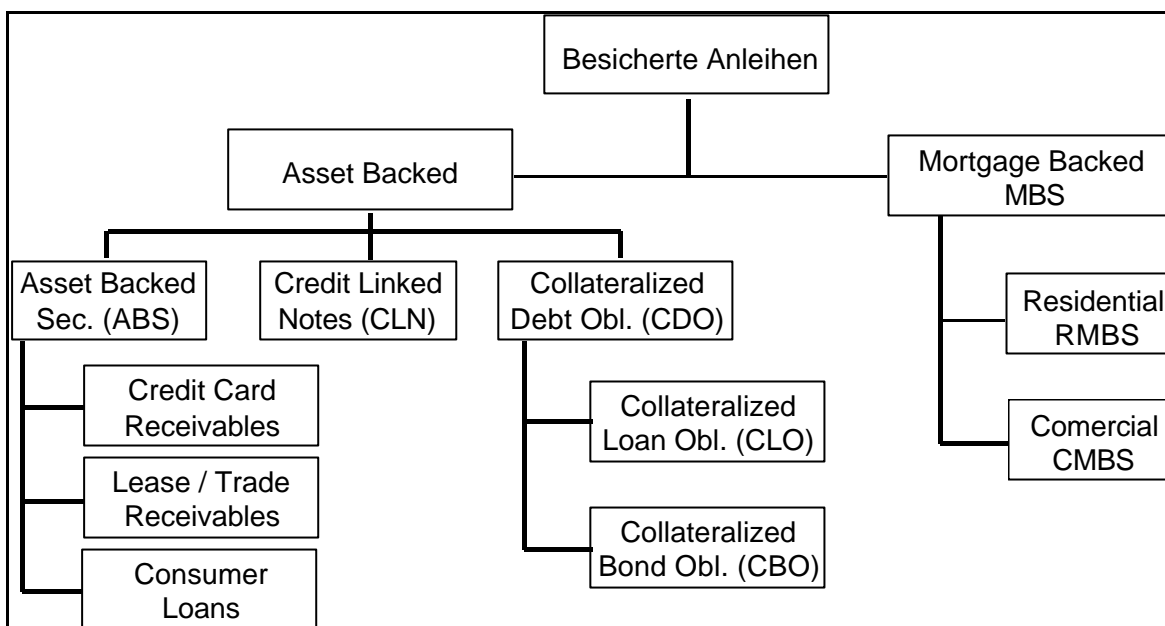 Besicherte Anleihen
Asset Backed
Mortgage Backed
MBS
Asset Backed
Sec. (ABS)
Credit Linked
Notes (CLN)
Collateralized
Debt Obl. (CDO)
Residential
RMBS
Credit Card
Receivables
Collateralized
Loan Obl. (CLO)
Comercial
CMBS
Lease / Trade
Receivables
Collateralized
Bond Obl. (CBO)
Consumer
Loans